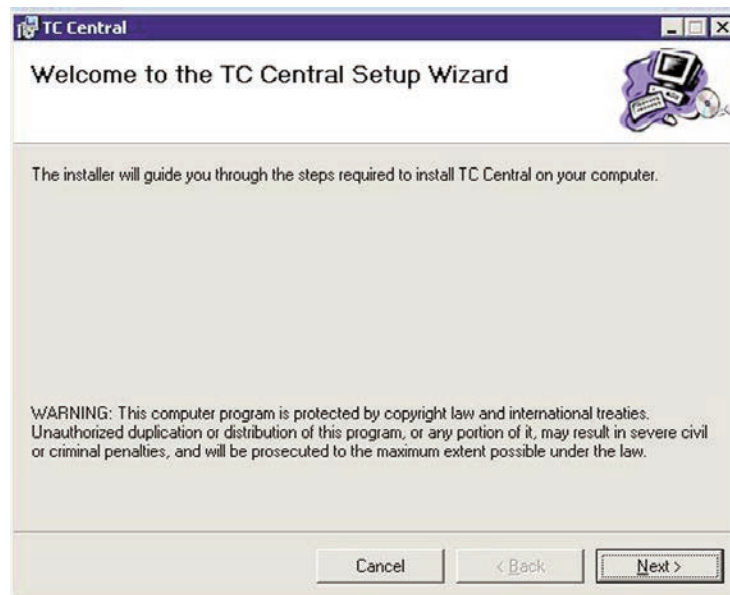 TC Central
Welcome to the TC Central Setup Wizard
The installer will guide you through the steps required to install TC Central on your computer.
WARNING: This computer program is protected by copyright law and international treaties.
Unauthorized duplication or distribution of this program, or any portion of it, may result in severe civil
or criminal penalties, and will be prosecuted to the maximum extent possible under the law.
Cancel < Back Next >